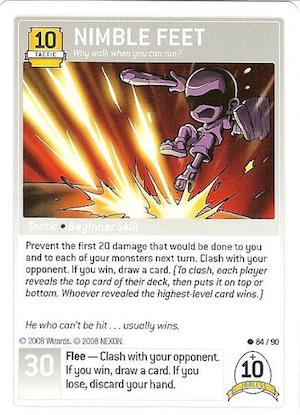 10
TACTIC
NIMBLE FEET
Why walk when you can run?
Tactic • Beginner Skill
Prevent the first 20 damage that would be done to you
and to each of your monsters next turn. Clash with your
opponent. If you win, draw a card. (To clash, each player
reveals the top card of their deck, then puts it on top or
bottom. Whoever revealed the highest-level card wins.)
He who can't be hit . . . usually wins.
© 2008 Wizards. © 2008 NEXON.
● 84 / 90
30
Flee — Clash with your opponent.
If you win, draw a card. If you
lose, discard your hand.
+
10
JOBLESS